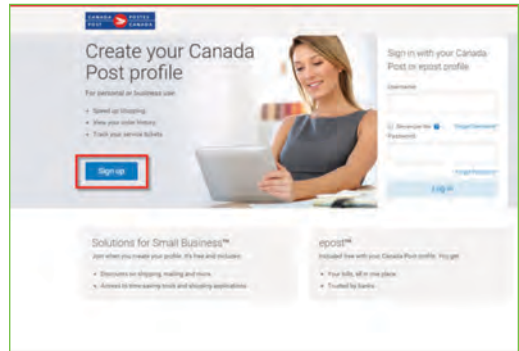 CANADA POST
POSTES CANADA
Create your Canada
Post profile
For personal or business use:
• Speed up shopping
• View your order history
• Track your service tickets
Sign up
Sign in with your Canada
Post or epost profile
Username
Remember Me
Forgot Username
Password
Forgot Password
Log in
Solutions for Small Business™
Join when you create your profile. It's free and includes:
• Discounts on shipping, mailing and more.
• Access to time-saving tools and shipping applications.
epost™
Included free with your Canada Post profile. You get:
• Your bills, all in one place.
• Trusted by banks.